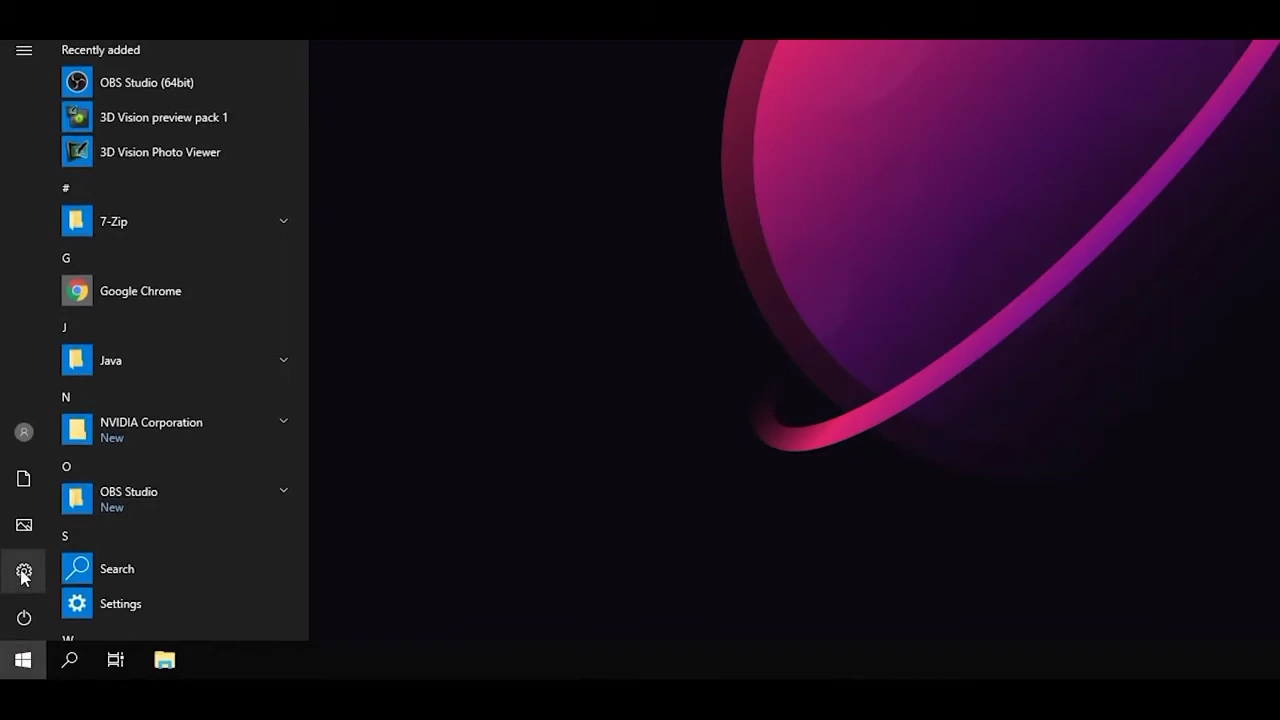 Recently added
OBS Studio (64bit)
3D Vision preview pack 1
3D Vision Photo Viewer
#
7-Zip
G
Google Chrome
J
Java
N
NVIDIA Corporation
New
O
OBS Studio
New
S
Search
Settings
W